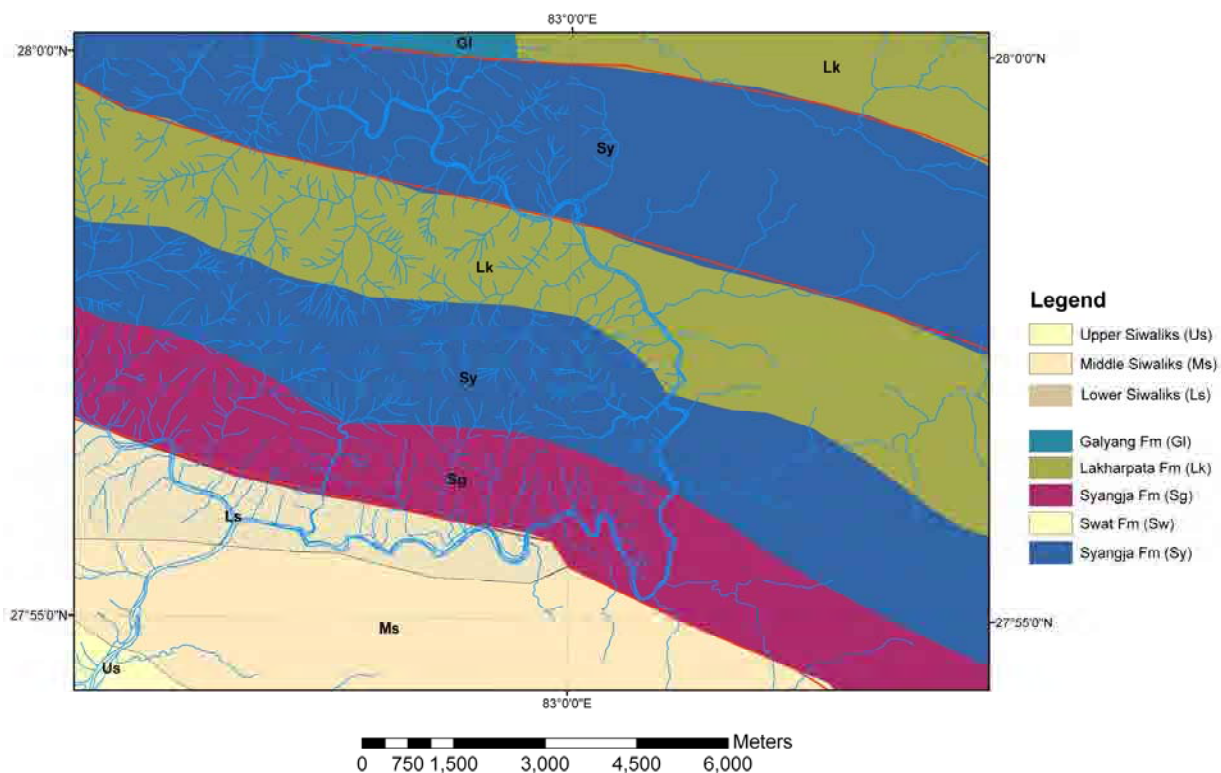 83°0'0"E
28°0'0"N
28°0'0"N
Gl
Lk
Sy
Lk
Sy
Sg
Ls
Ms
Us
27°55'0"N
27°55'0"N
83°0'0"E
Legend
Upper Siwaliks (Us)
Middle Siwaliks (Ms)
Lower Siwaliks (Ls)
Galyang Fm (Gl)
Lakharpata Fm (Lk)
Syangja Fm (Sg)
Swat Fm (Sw)
Syangja Fm (Sy)
Meters
0 750 1,500 3,000 4,500 6,000